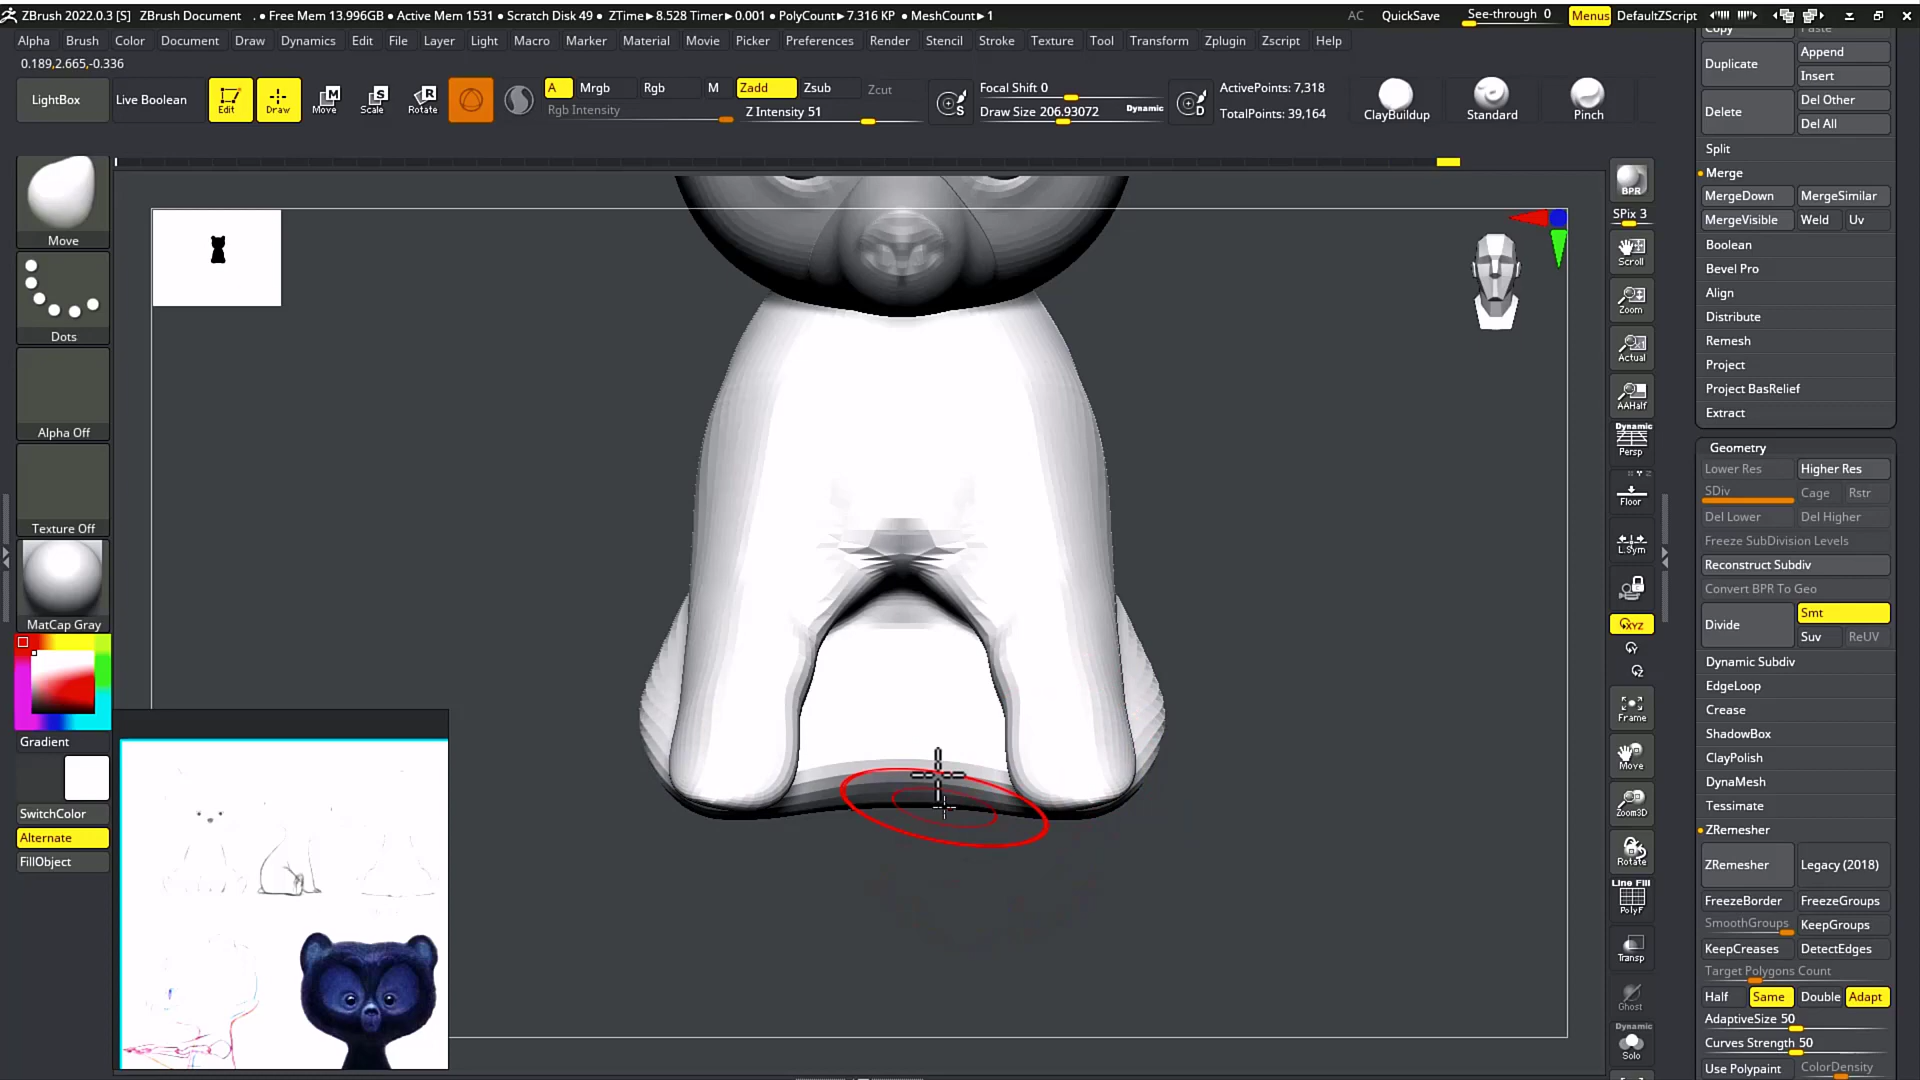 ZBrush 2022.0.3 [S] ZBrush Document . ● Free Mem 13.996GB ● Active Mem 1531 ● Scratch Disk 49 ● ZTime▶8.528 Timer▶0.001 ● PolyCount▶7.316 KP ● MeshCount▶1 AC QuickSave See-through 0 Menus DefaultZScript
Alpha Brush Color Document Draw Dynamics Edit File Layer Light Macro Marker Material Movie Picker Preferences Render Stencil Stroke Texture Tool Transform Zplugin Zscript Help
0.189,2.665,-0.336
LightBox
Live Boolean
Edit
Draw
Move
Scale
Rotate
A Mrgb Rgb M Zadd Zsub Zcut
Rgb Intensity Z Intensity 51
S
Focal Shift 0
Draw Size 206.93072 Dynamic
D
ActivePoints: 7,318
TotalPoints: 39,164
ClayBuildup
Standard
Pinch
Move
Dots
Alpha Off
Texture Off
MatCap Gray
Gradient
SwitchColor
Alternate
FillObject
BPR
SPix 3
Scroll
Zoom
Actual
AAHalf
Dynamic
Persp
Floor
L.Sym
XYZ
Y
Z
Frame
Move
Zoom3D
Rotate
Line Fill
PolyF
Transp
Ghost
Dynamic
Solo
Copy Paste
Duplicate
Append
Insert
Delete
Del Other
Del All
Split
Merge
MergeDown MergeSimilar
MergeVisible Weld Uv
Boolean
Bevel Pro
Align
Distribute
Remesh
Project
Project BasRelief
Extract
Geometry
Lower Res Higher Res
SDiv Cage Rstr
Del Lower Del Higher
Freeze SubDivision Levels
Reconstruct Subdiv
Convert BPR To Geo
Divide
Smt
Suv ReUV
Dynamic Subdiv
EdgeLoop
Crease
ShadowBox
ClayPolish
DynaMesh
Tessimate
ZRemesher
ZRemesher Legacy (2018)
FreezeBorder FreezeGroups
SmoothGroups KeepGroups
KeepCreases DetectEdges
Target Polygons Count
Half Same Double Adapt
AdaptiveSize 50
Curves Strength 50
Use Polypaint ColorDensity